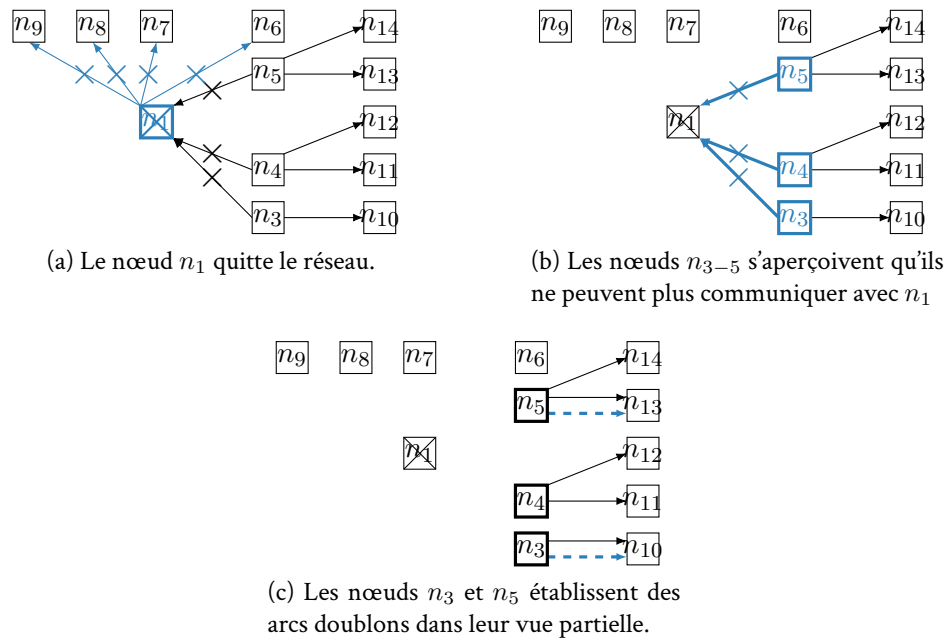 n9 n8 n7 n6 n14
n5 n13
n1 n12
n4 n11
n3 n10
(a) Le nœud n1 quitte le réseau.
n9 n8 n7 n6 n14
n5 n13
n1 n12
n4 n11
n3 n10
(b) Les nœuds n3−5 s'aperçoivent qu'ils
ne peuvent plus communiquer avec n1
n9 n8 n7 n6 n14
n5 n13
n1 n12
n4 n11
n3 n10
(c) Les nœuds n3 et n5 établissent des
arcs doublons dans leur vue partielle.